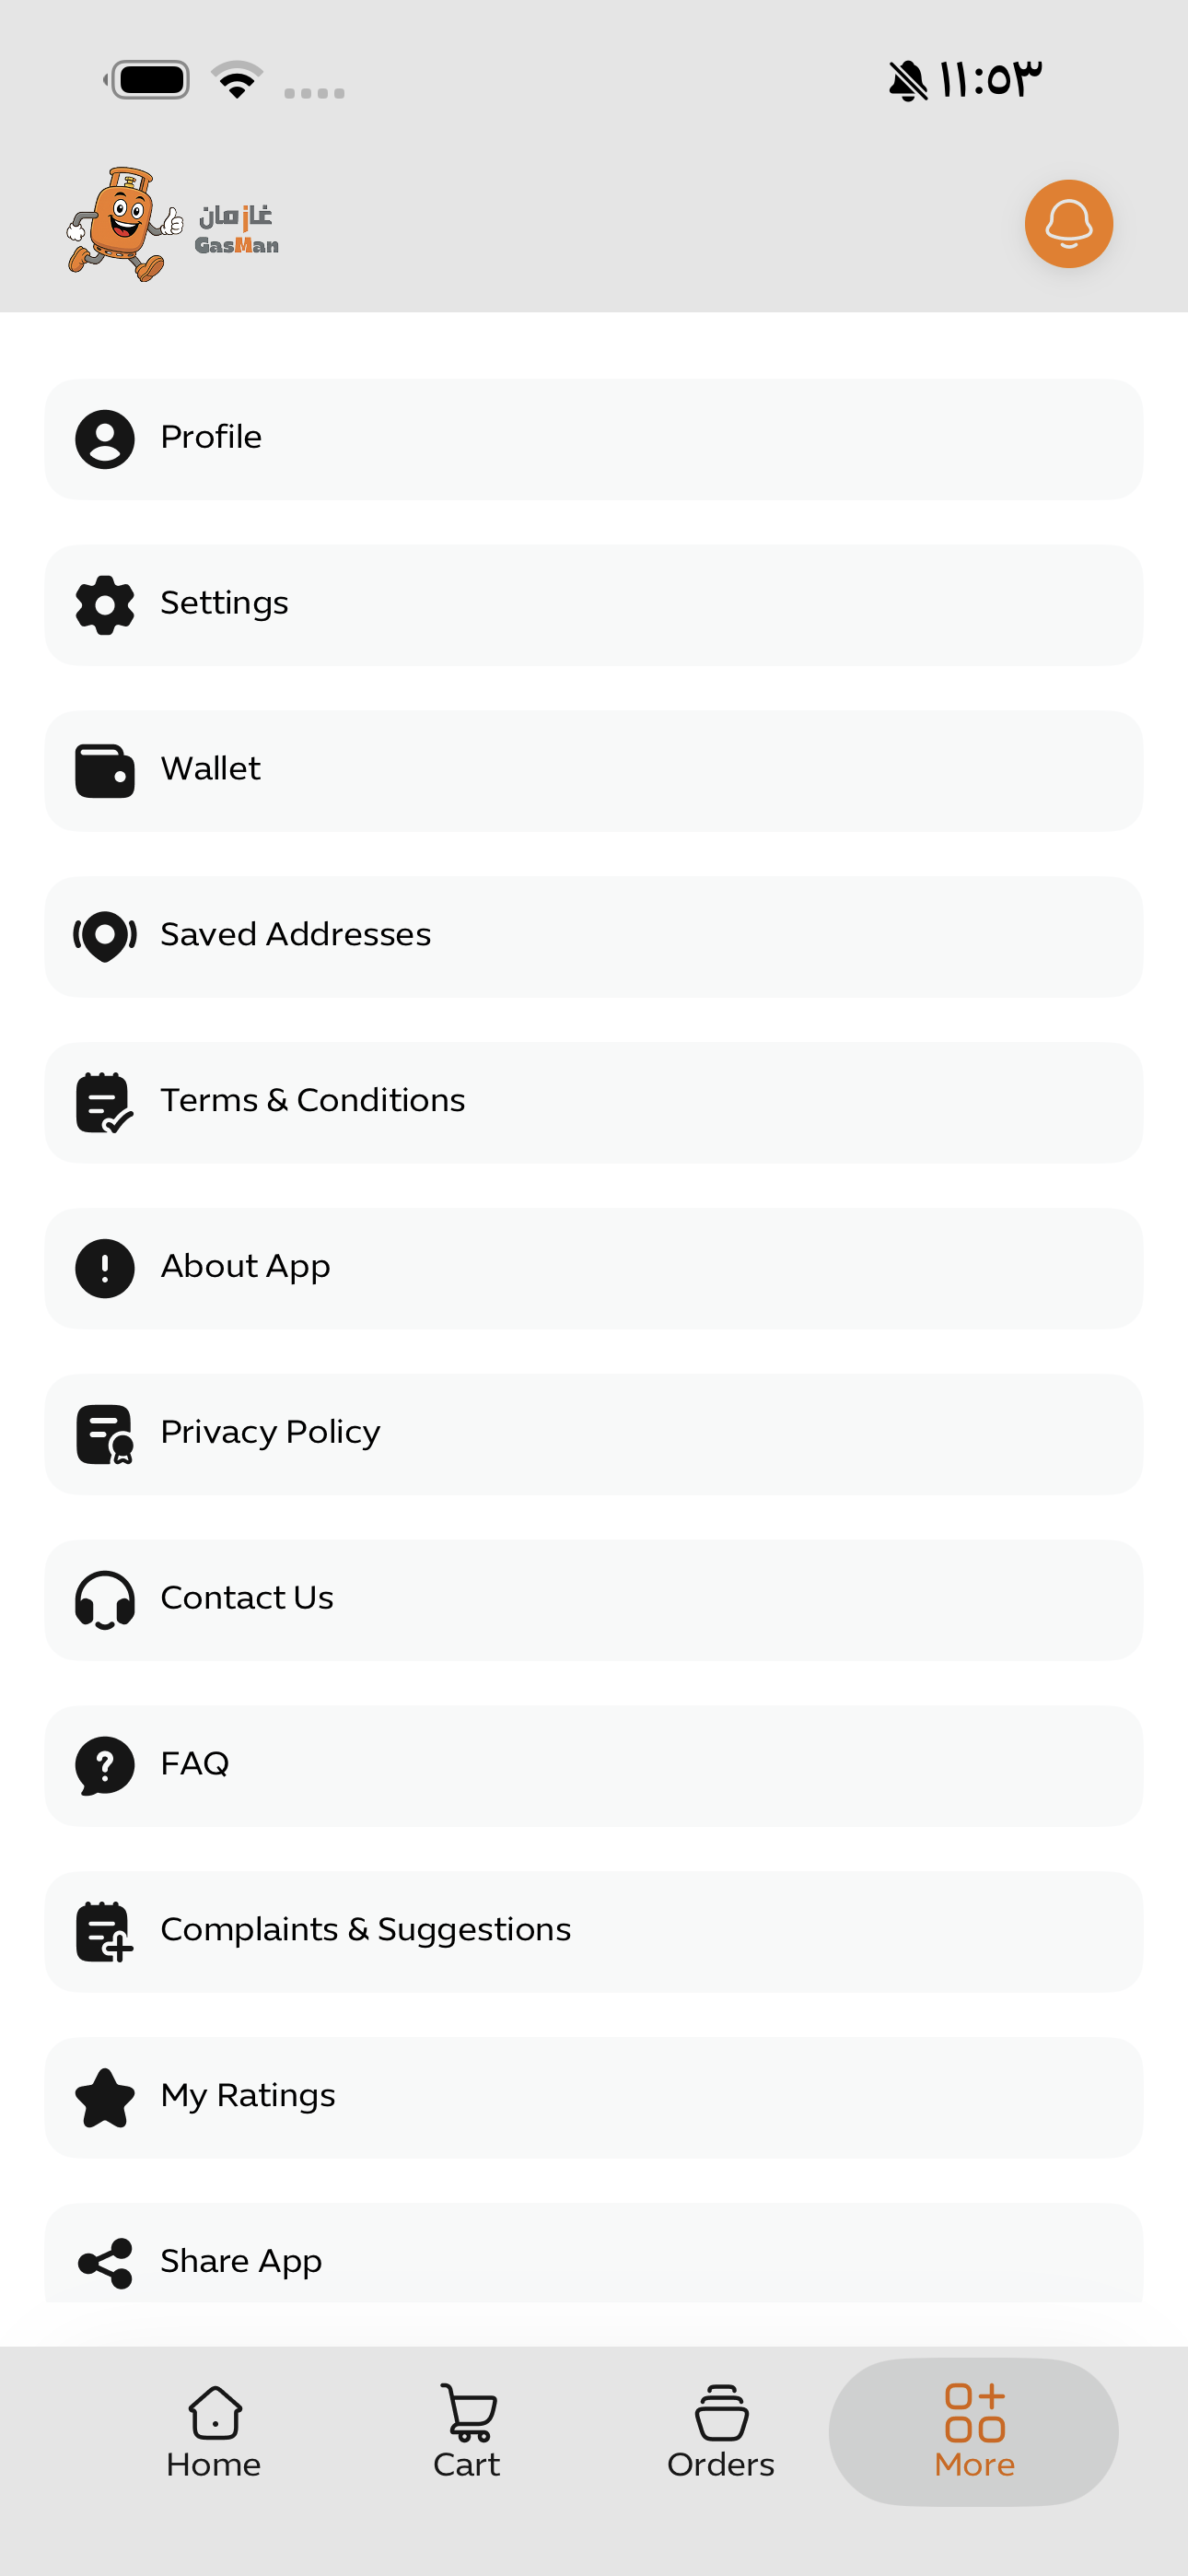 ١١:٥٣
غازمان
GasMan
Profile
Settings
Wallet
Saved Addresses
Terms & Conditions
About App
Privacy Policy
Contact Us
FAQ
Complaints & Suggestions
My Ratings
Share App
Home Cart Orders More